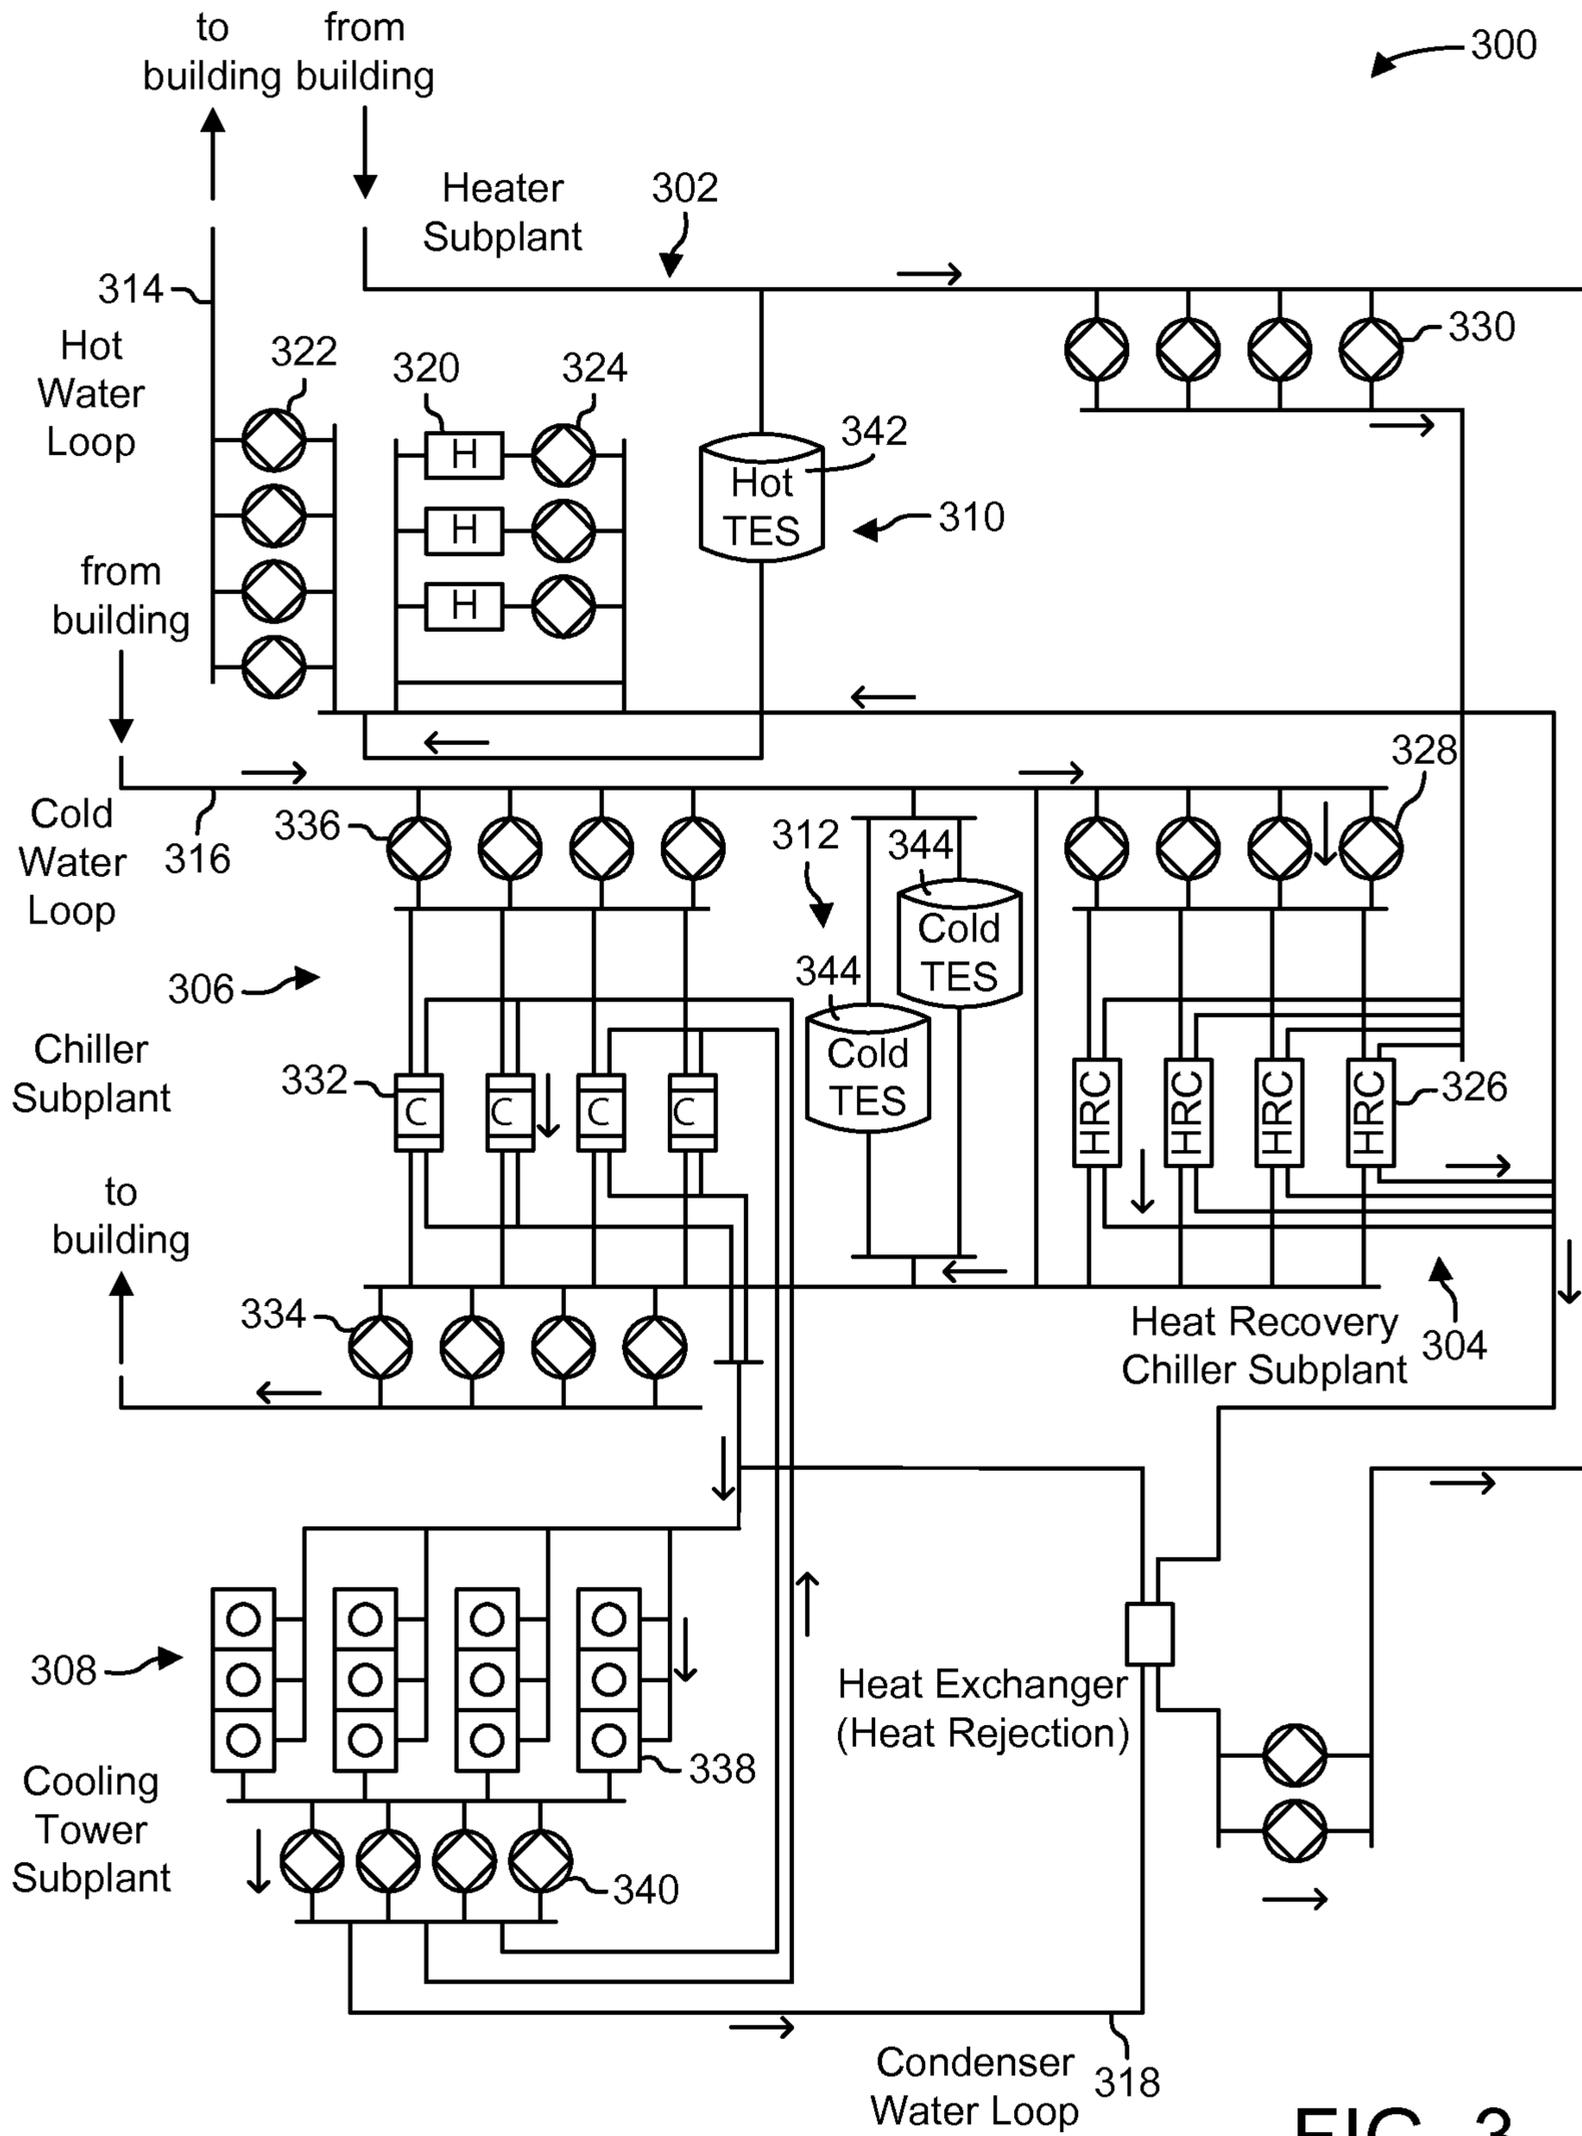 to
building
from
building
300
Heater
Subplant
302
314
Hot
Water
Loop
322
320
324
330
H
H
H
342
Hot
TES
310
from
building
328
Cold
Water
Loop
316
336
312
344
Cold
TES
344
Cold
TES
306
Chiller
Subplant
332
C
C
C
C
HRC
HRC
HRC
HRC
326
to
building
334
Heat Recovery
Chiller Subplant
304
308
Heat Exchanger
(Heat Rejection)
338
Cooling
Tower
Subplant
340
Condenser
Water Loop
318
FIG. 3